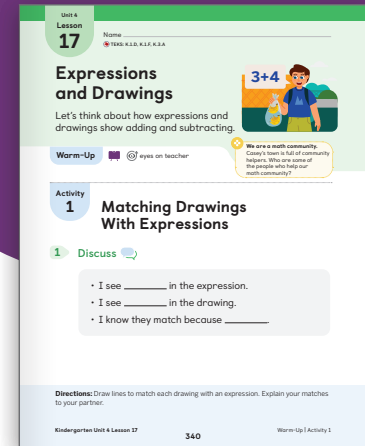 Unit 4
Lesson
17
Name
TEKS: K.1.D, K.1.F, K.3.A
Expressions
and Drawings
Let's think about how expressions and
drawings show adding and subtracting.
3+4
Warm-Up eyes on teacher
We are a math community.
Casey's town is full of community
helpers. Who are some of
the people who help our
math community?
Activity
1
Matching Drawings
With Expressions
1 Discuss
• I see ________ in the expression.
• I see ________ in the drawing.
• I know they match because ________.
Directions: Draw lines to match each drawing with an expression. Explain your matches
to your partner.
Kindergarten Unit 4 Lesson 17
340
Warm-Up | Activity 1